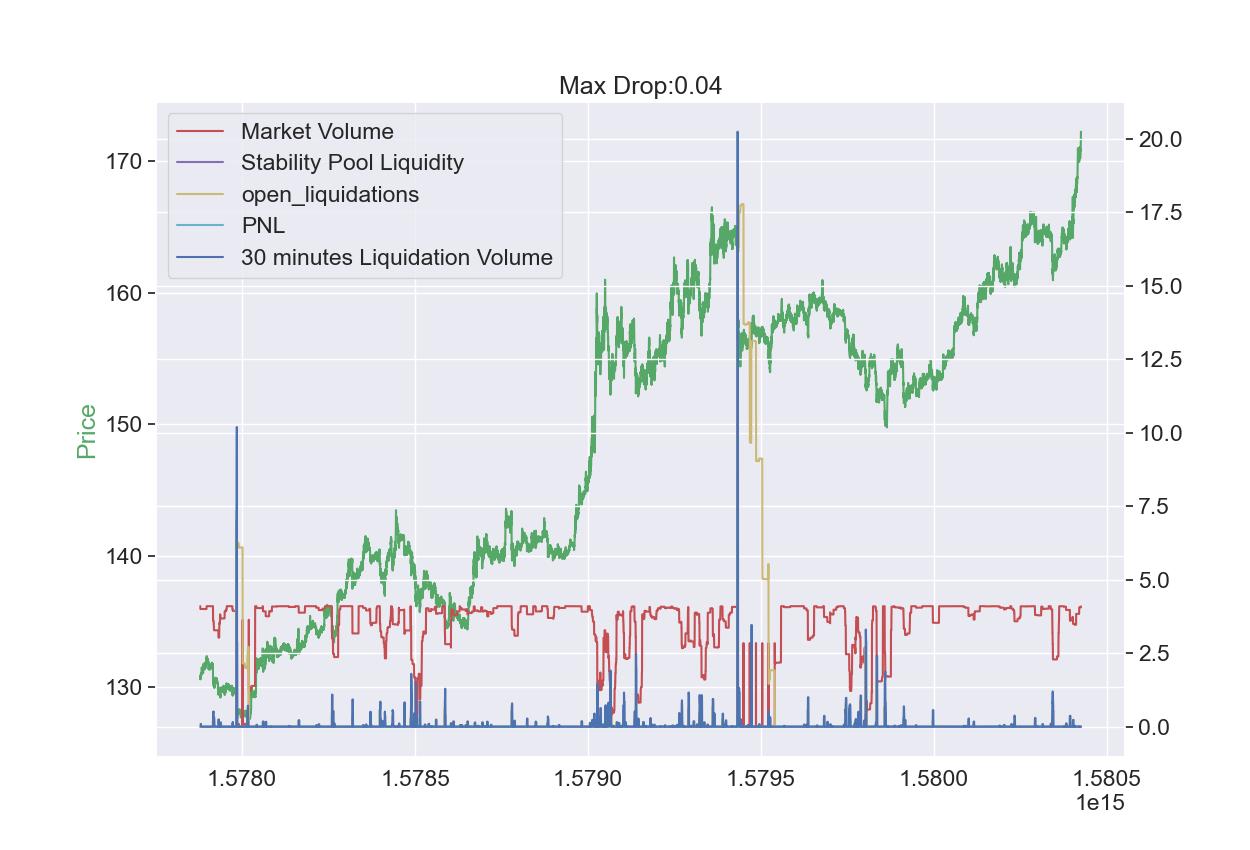 Max Drop:0.04
Market Volume
Stability Pool Liquidity
open_liquidations
PNL
30 minutes Liquidation Volume
Price
170
160
150
140
130
20.0
17.5
15.0
12.5
10.0
7.5
5.0
2.5
0.0
1.5780 1.5785 1.5790 1.5795 1.5800 1.5805
1e15